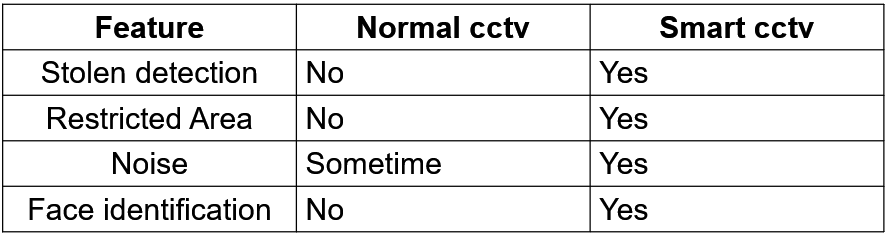 Feature Normal cctv Smart cctv
Stolen detection No Yes
Restricted Area No Yes
Noise Sometime Yes
Face identification No Yes